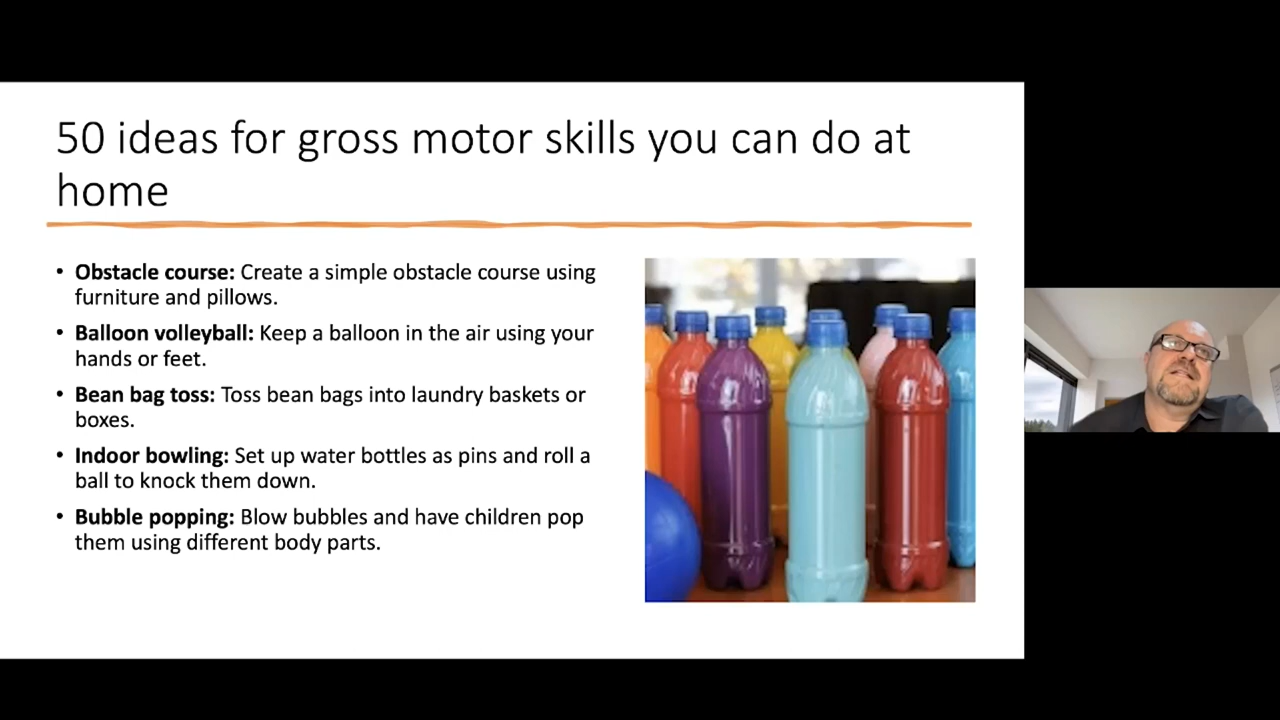 50 ideas for gross motor skills you can do at
home
• Obstacle course: Create a simple obstacle course using
furniture and pillows.
• Balloon volleyball: Keep a balloon in the air using your
hands or feet.
• Bean bag toss: Toss bean bags into laundry baskets or
boxes.
• Indoor bowling: Set up water bottles as pins and roll a
ball to knock them down.
• Bubble popping: Blow bubbles and have children pop
them using different body parts.